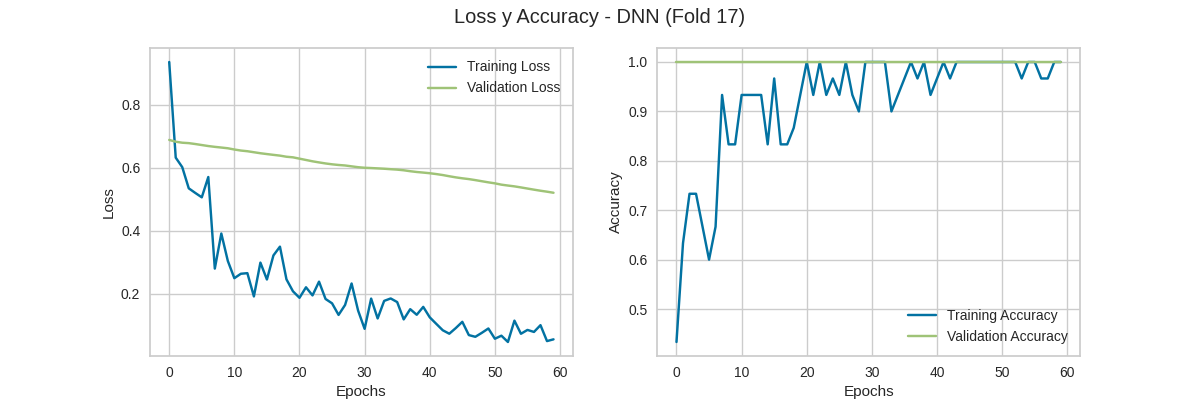 Loss y Accuracy - DNN (Fold 17)
Training Loss
Validation Loss
0.8
0.6
0.4
0.2
Loss
0 10 20 30 40 50 60
Epochs
1.0
0.9
0.8
0.7
0.6
0.5
Accuracy
Training Accuracy
Validation Accuracy
0 10 20 30 40 50 60
Epochs